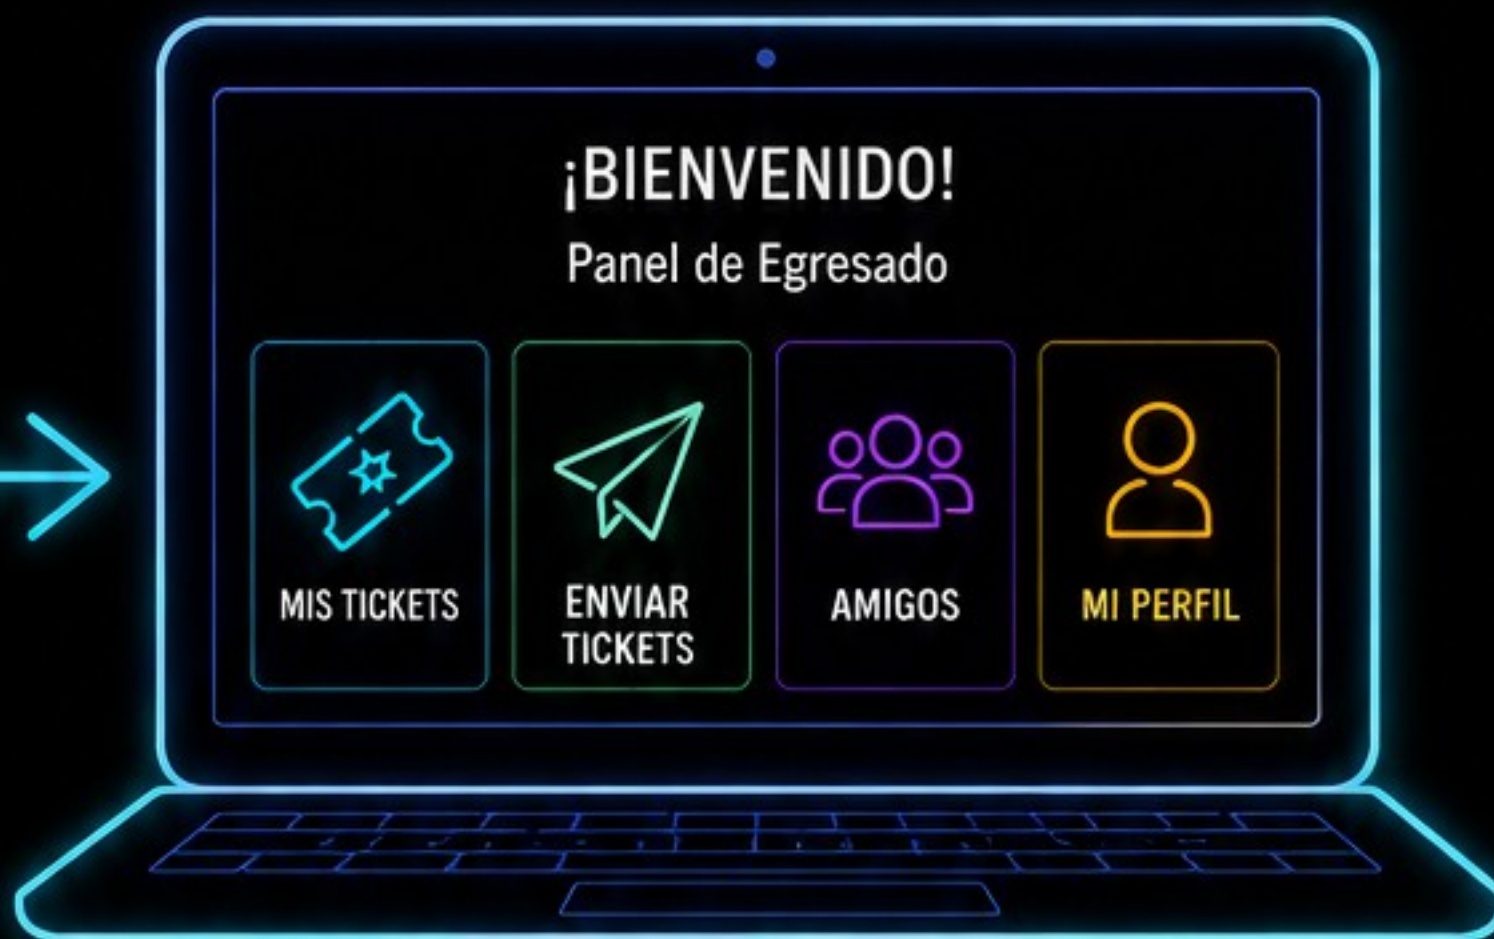 ¡BIENVENIDO!
Panel de Egresado
MIS TICKETS
ENVIAR
TICKETS
AMIGOS
MI PERFIL